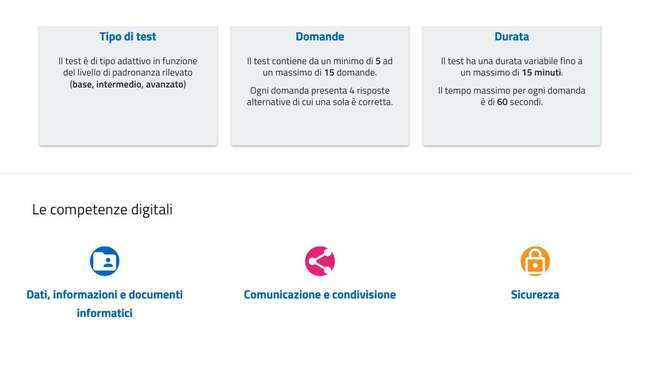 Tipo di test
Il test è di tipo adattivo in funzione
del livello di padronanza rilevato
(base, intermedio, avanzato)
Domande
Il test contiene da un minimo di 5 ad
un massimo di 15 domande.
Ogni domanda presenta 4 risposte
alternative di cui una sola è corretta.
Durata
Il test ha una durata variabile fino a
un massimo di 15 minuti.
Il tempo massimo per ogni domanda
è di 60 secondi.
Le competenze digitali
Dati, informazioni e documenti
informatici
Comunicazione e condivisione
Sicurezza